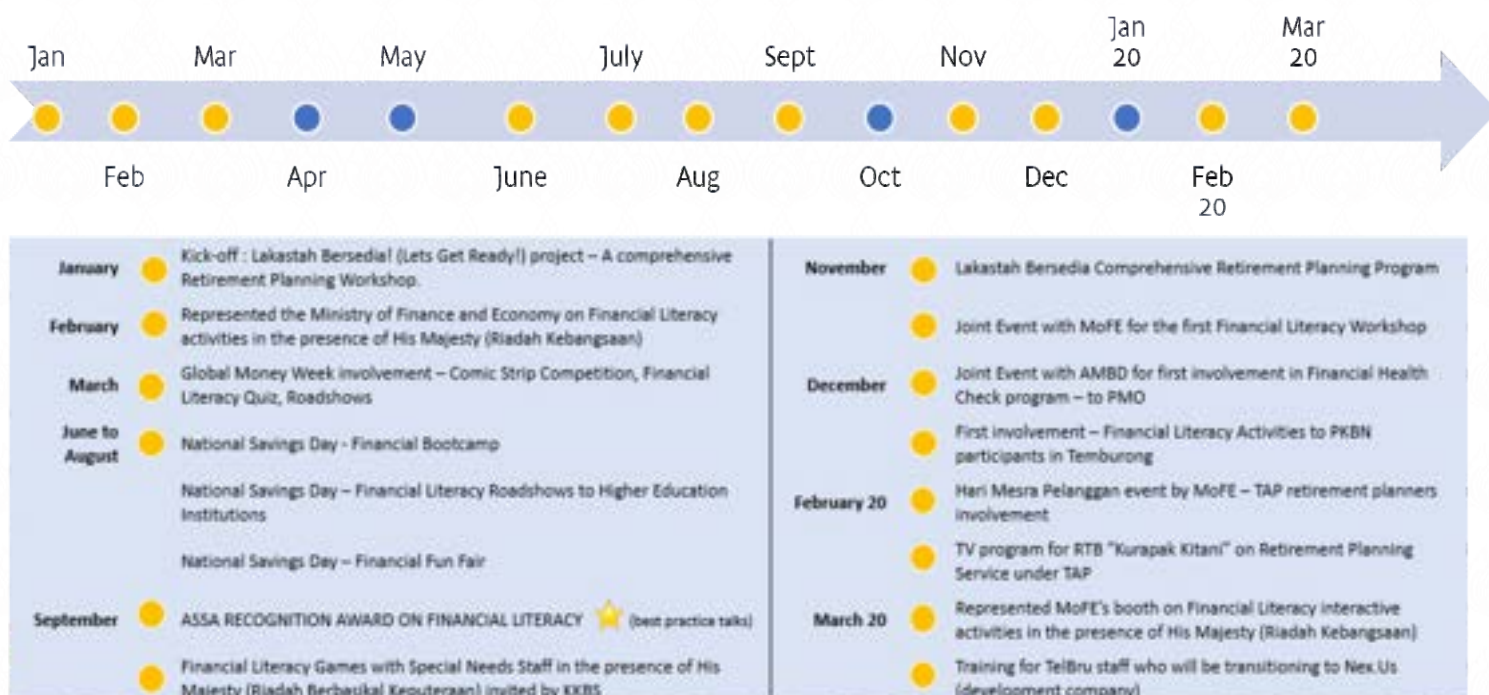 Jan
Mar
May
July
Sept
Nov
Jan
20
Mar
20
Feb
Apr
June
Aug
Oct
Dec
Feb
20
January
Kick-off : Lakastah Bersedia! (Lets Get Ready!) project – A comprehensive
Retirement Planning Workshop.
February
Represented the Ministry of Finance and Economy on Financial Literacy
activities in the presence of His Majesty (Riadah Kebangsaan)
March
Global Money Week involvement – Comic Strip Competition, Financial
Literacy Quiz, Roadshows
June to
August
National Savings Day - Financial Bootcamp
National Savings Day – Financial Literacy Roadshows to Higher Education
Institutions
National Savings Day – Financial Fun Fair
September
ASSA RECOGNITION AWARD ON FINANCIAL LITERACY (best practice talks)
Financial Literacy Games with Special Needs Staff in the presence of His
Majesty (Riadah Berbasikal Keputeraan) invited by KKBS
November
Lakastah Bersedia Comprehensive Retirement Planning Program
Joint Event with MoFE for the first Financial Literacy Workshop
December
Joint Event with AMBD for first involvement in Financial Health
Check program – to PMO
First involvement – Financial Literacy Activities to PKBN
participants in Temburong
February 20
Hari Mesra Pelanggan event by MoFE – TAP retirement planners
involvement
TV program for RTB "Kurapak Kitani" on Retirement Planning
Service under TAP
March 20
Represented MoFE's booth on Financial Literacy interactive
activities in the presence of His Majesty (Riadah Kebangsaan)
Training for TelBru staff who will be transitioning to Nex.Us
(development company)